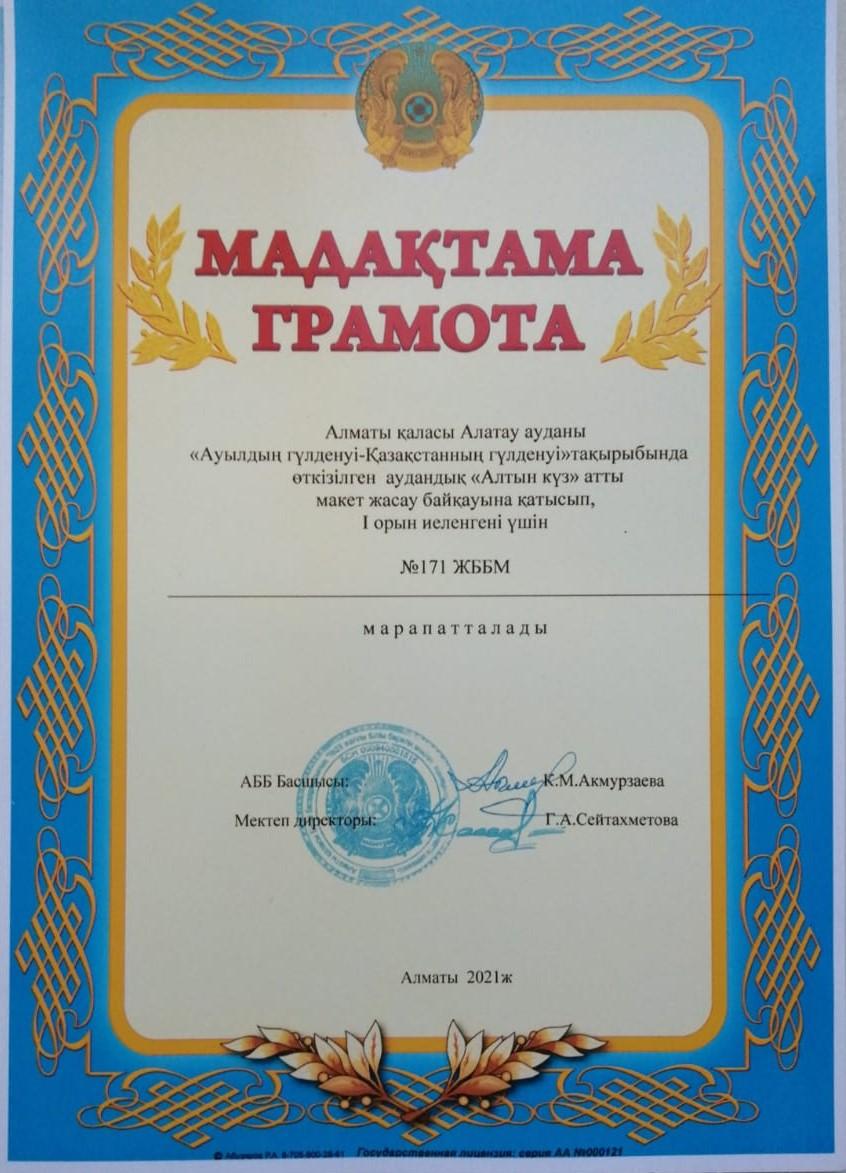 МАДАҚТАМА
ГРАМОТА
Алматы қаласы Алатау ауданы
«Ауылдың гүлденуі-Қазақстанның гүлденуі»тақырыбында
өткізілген аудандық «Алтын күз» атты
макет жасау байқауына қатысып,
I орын иеленгені үшін
№171 ЖББМ
марапатталады
АББ Басшысы: К.М.Акмурзаева
Мектеп директоры: Г.А.Сейтахметова
Алматы 2021ж
Государственная лицензия: серия АА №000121